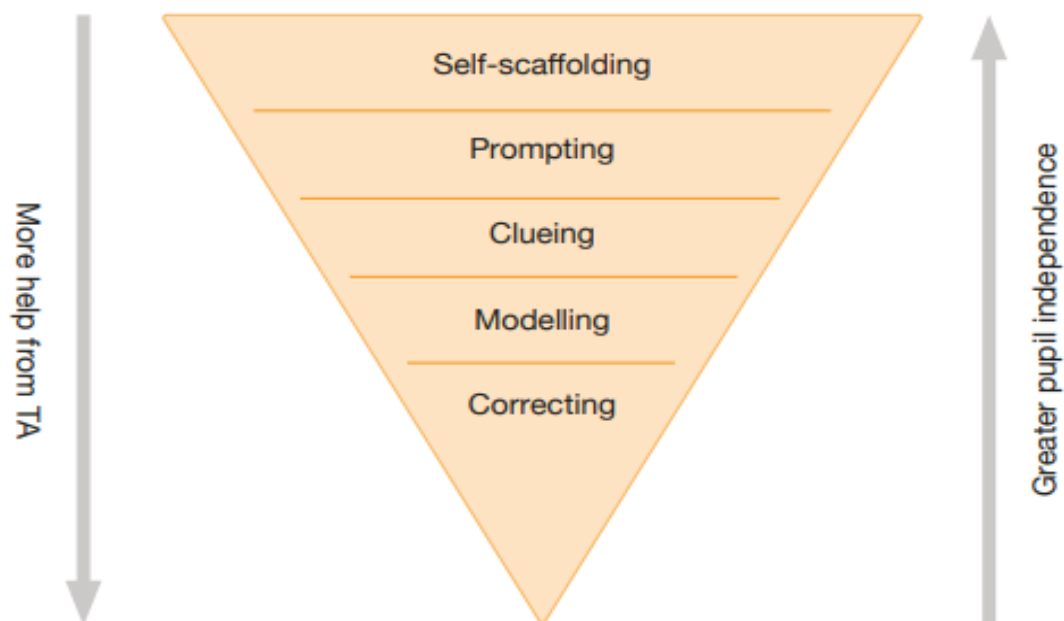 Self-scaffolding
Prompting
Clueing
Modelling
Correcting
More help from TA
Greater pupil independence